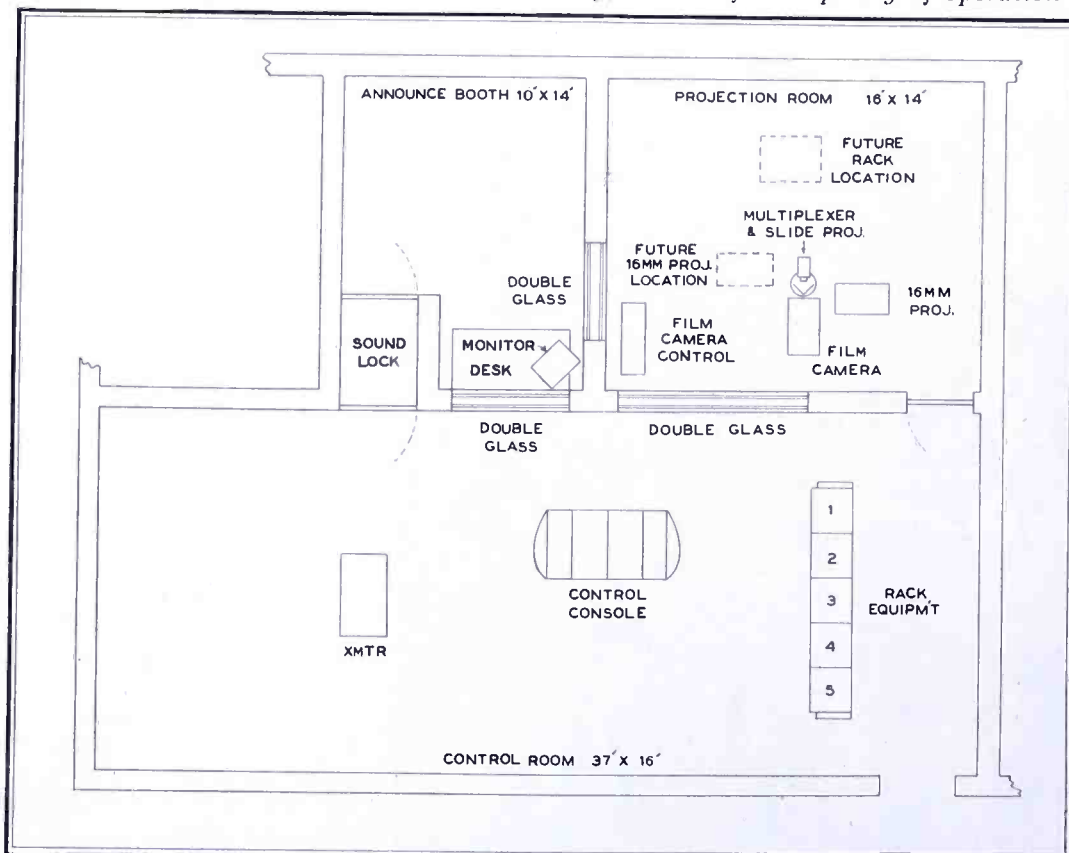 operation
ANNOUNCE BOOTH 10' X 14'
PROJECTION ROOM 16' X 14'
FUTURE
RACK
LOCATION
MULTIPLEXER
& SLIDE PROJ.
FUTURE
16MM PROJ.
LOCATION
DOUBLE
GLASS
16MM
PROJ.
FILM
CAMERA
CONTROL
FILM
CAMERA
SOUND
LOCK
MONITOR
DESK
DOUBLE
GLASS
DOUBLE GLASS
1
2
3
4
5
RACK
EQUIPM'T
CONTROL
CONSOLE
XMTR
CONTROL ROOM 37' X 16'